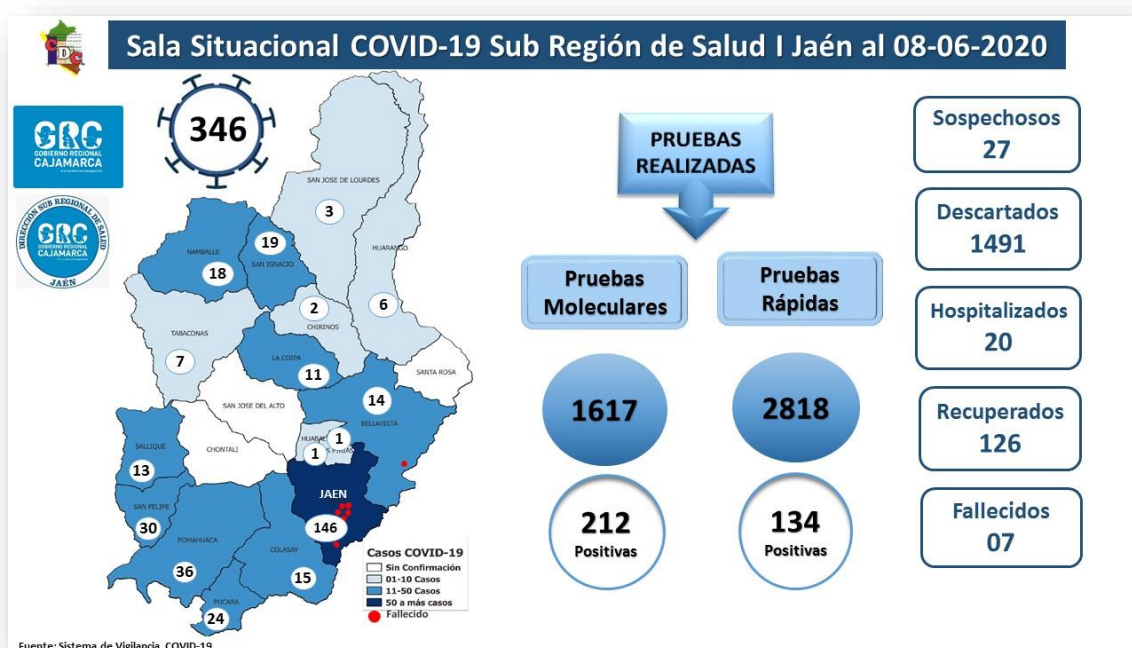 CDC
Sala Situacional COVID-19 Sub Región de Salud I Jaén al 08-06-2020
GRC
GOBIERNO REGIONAL
CAJAMARCA
DIRECCIÓN SUB REGIONAL DE SALUD
GRC
GOBIERNO REGIONAL
CAJAMARCA
JAÉN
346
SAN JOSE DE LOURDES
3
HUARANGO
6
NAMBALLE
18
19
SAN IGNACIO
2
CHIRINOS
TABACONAS
7
LA COIPA
11
SANTA ROSA
SAN JOSE DEL ALTO
14
BELLAVISTA
CHONTALI
HUABAL
1
1
SALLIQUE
13
JAEN
146
SAN FELIPE
30
POMAHUACA
36
COLASAY
15
PUCARA
24
Casos COVID-19
Sin Confirmación
01-10 Casos
11-50 Casos
50 a más casos
Fallecido
PRUEBAS
REALIZADAS
Pruebas
Moleculares
1617
212
Positivas
Pruebas
Rápidas
2818
134
Positivas
Sospechosos
27
Descartados
1491
Hospitalizados
20
Recuperados
126
Fallecidos
07
Fuente: Sistema de Vigilancia COVID-19